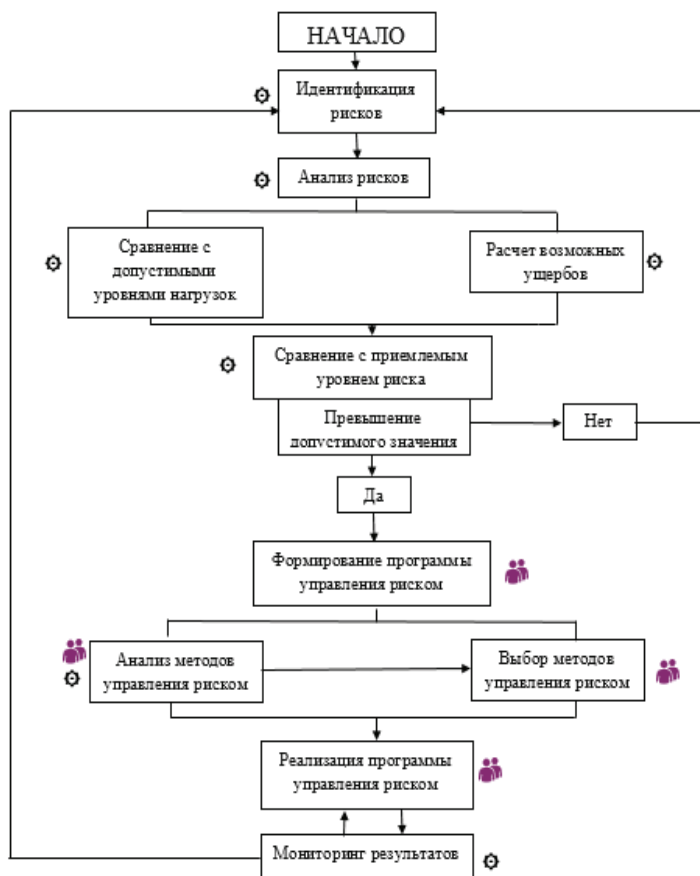 НАЧАЛО
Идентификация
рисков
Анализ рисков
Сравнение с
допустимыми
уровнями нагрузок
Расчет возможных
ущербов
Сравнение с приемлемым
уровнем риска
Превышение
допустимого значения
Нет
Да
Формирование программы
управления риском
Анализ методов
управления риском
Выбор методов
управления риском
Реализация программы
управления риском
Мониторинг результатов